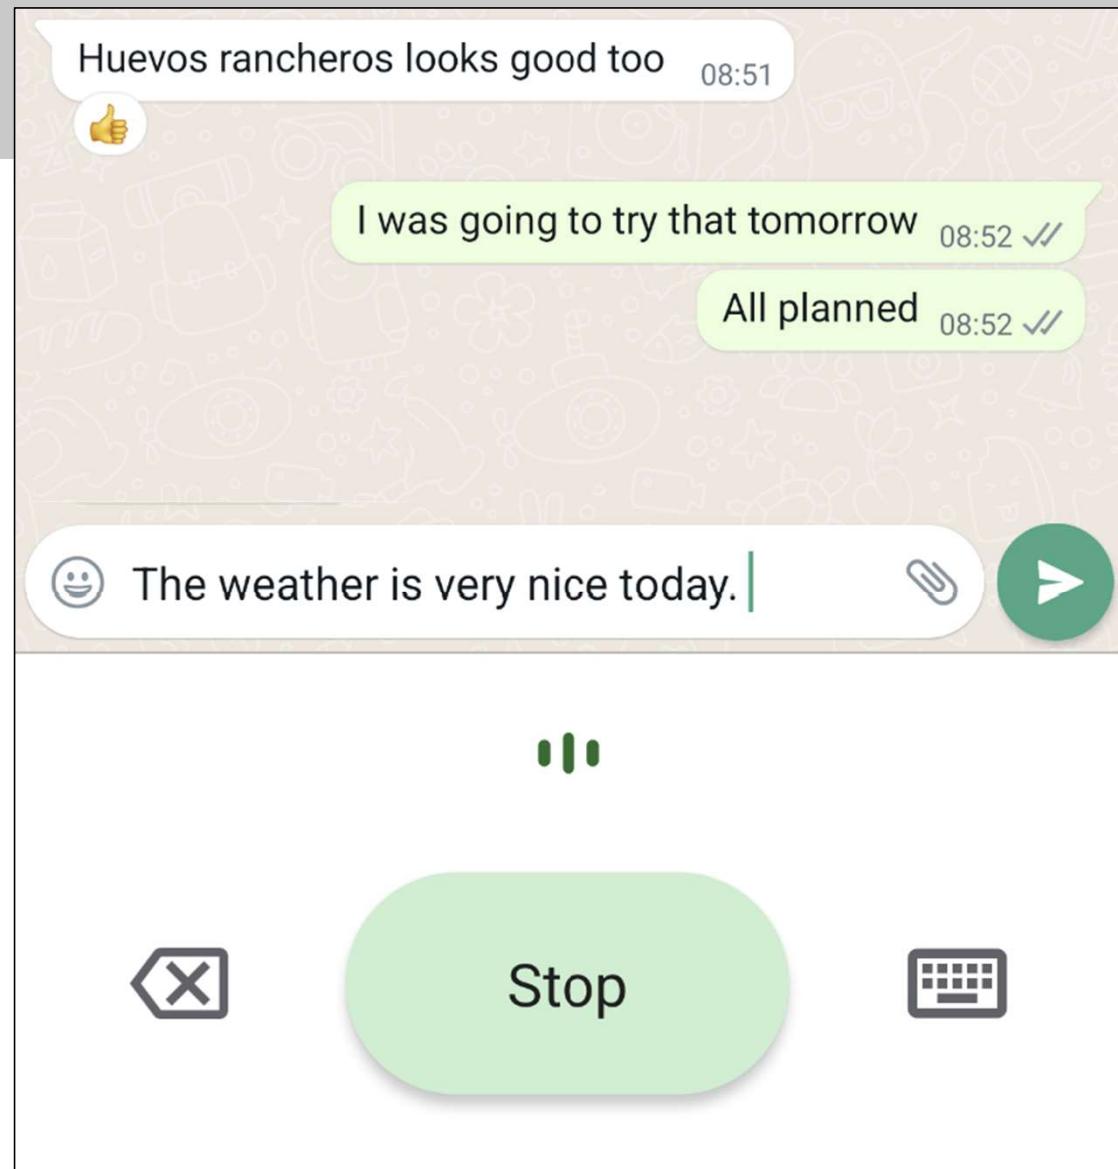 Huevos rancheros looks good too 08:51
I was going to try that tomorrow 08:52
All planned 08:52
The weather is very nice today.
Stop